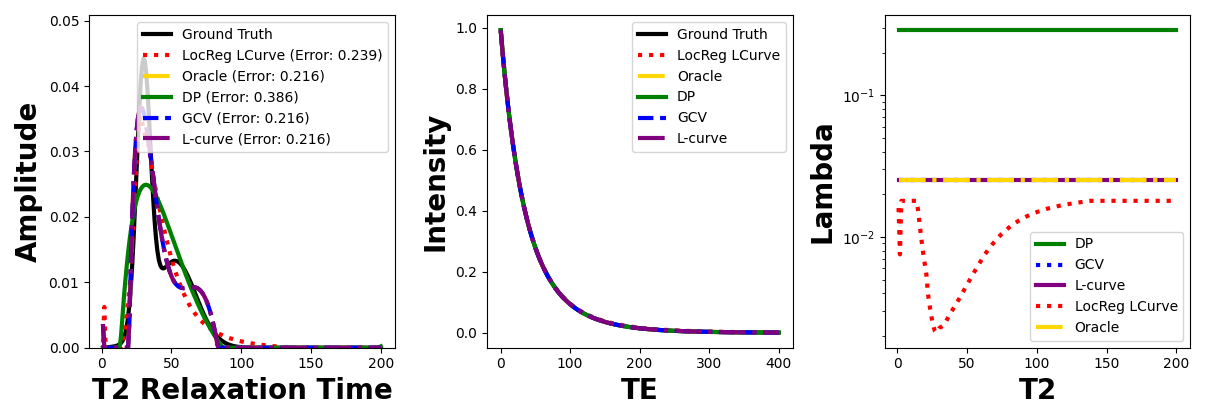 Amplitude
0.05
0.04
0.03
0.02
0.01
0.00
Ground Truth
LocReg LCurve (Error: 0.239)
Oracle (Error: 0.216)
DP (Error: 0.386)
GCV (Error: 0.216)
L-curve (Error: 0.216)
0 50 100 150 200
T2 Relaxation Time
Intensity
1.0
0.8
0.6
0.4
0.2
0.0
Ground Truth
LocReg LCurve
Oracle
DP
GCV
L-curve
0 100 200 300 400
TE
Lambda
10⁻¹
10⁻²
DP
GCV
L-curve
LocReg LCurve
Oracle
0 50 100 150 200
T2